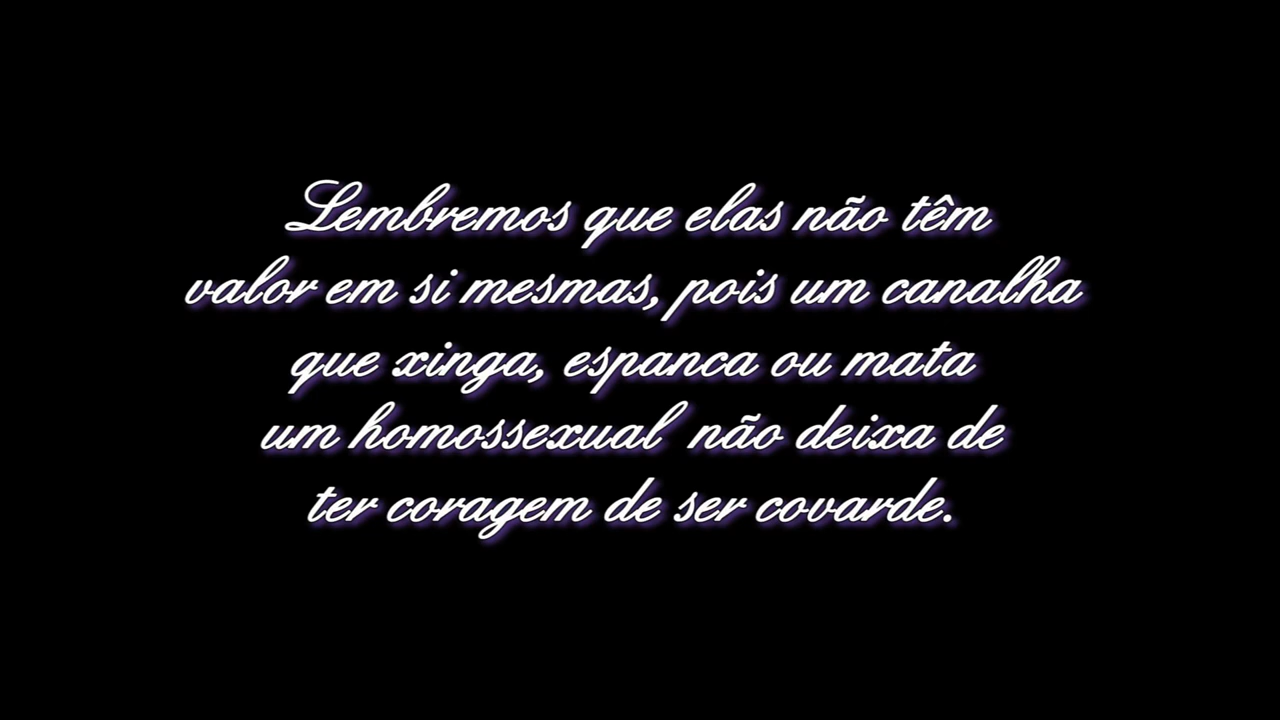 Lembremos que elas não têm
valor em si mesmas, pois um canalha
que xinga, espanca ou mata
um homossexual não deixa de
ter coragem de ser covarde.